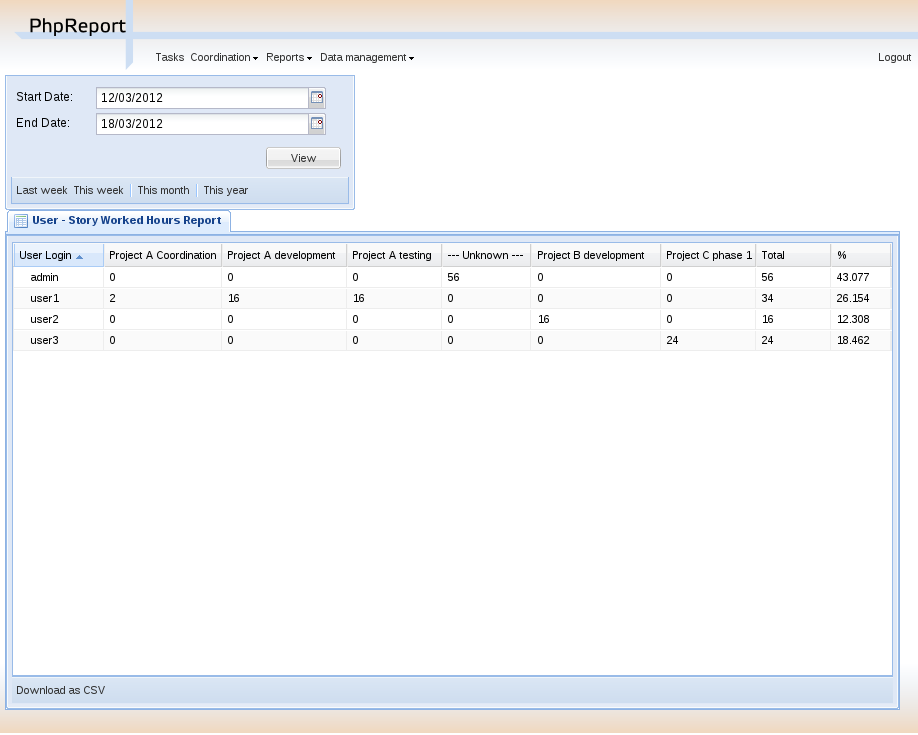 PhpReport
Tasks Coordination Reports Data management Logout
Start Date: 12/03/2012
End Date: 18/03/2012
View
Last week This week This month This year
User - Story Worked Hours Report
User Login Project A Coordination Project A development Project A testing --- Unknown --- Project B development Project C phase 1 Total %
admin 0 0 0 56 0 0 56 43.077
user1 2 16 16 0 0 0 34 26.154
user2 0 0 0 0 16 0 16 12.308
user3 0 0 0 0 0 24 24 18.462
Download as CSV